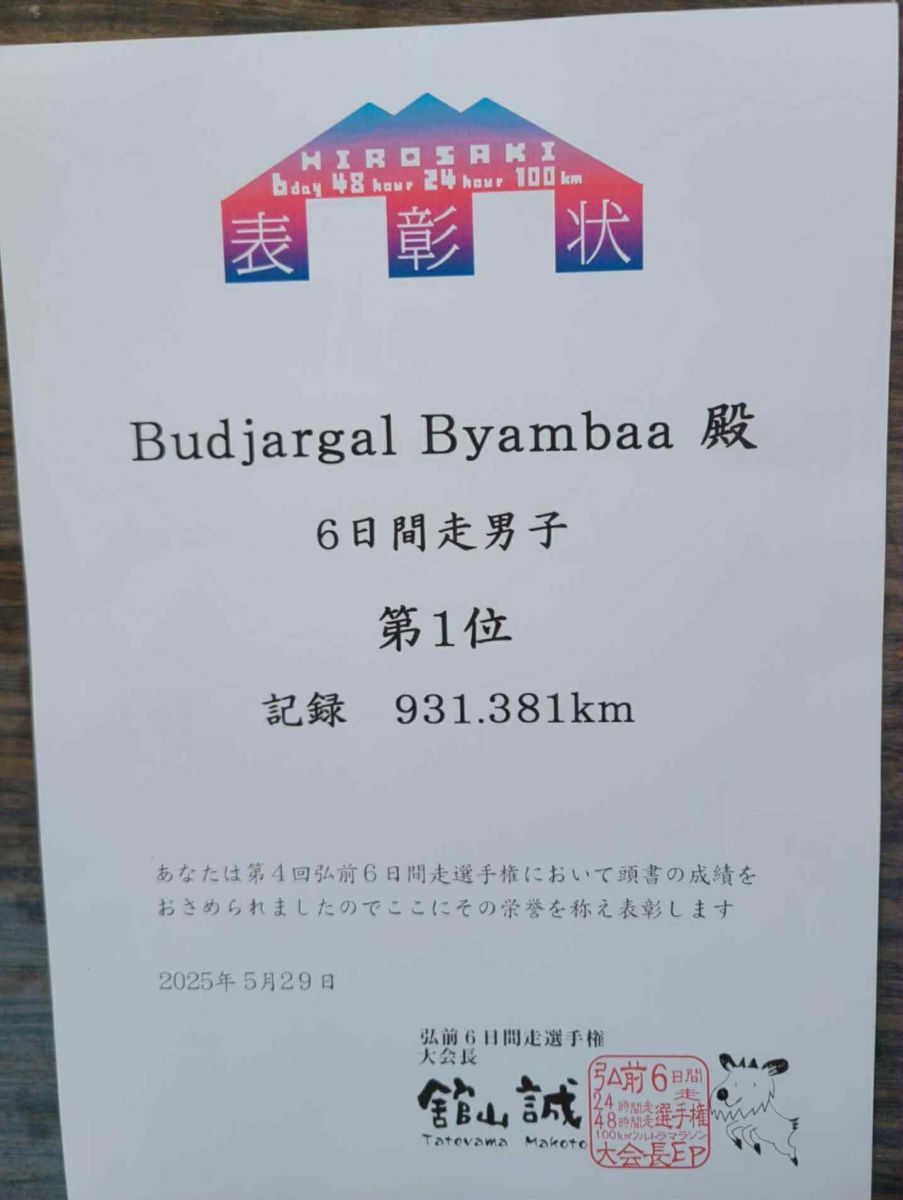 HIROSAKI
6day 48hour 24hour 100km
表彰状
Budjargal Byambaa 殿
6日間走男子
第1位
記録 931.381km
あなたは第4回弘前6日間走選手権において頭書の成績を
おさめられましたのでここにその栄誉を称え表彰します
2025年5月29日
弘前6日間走選手権
大会長
舘山 誠
Tateyama Makoto
弘前6日間走
24時間走
48時間走選手権
100kmウルトラマラソン
大会長印